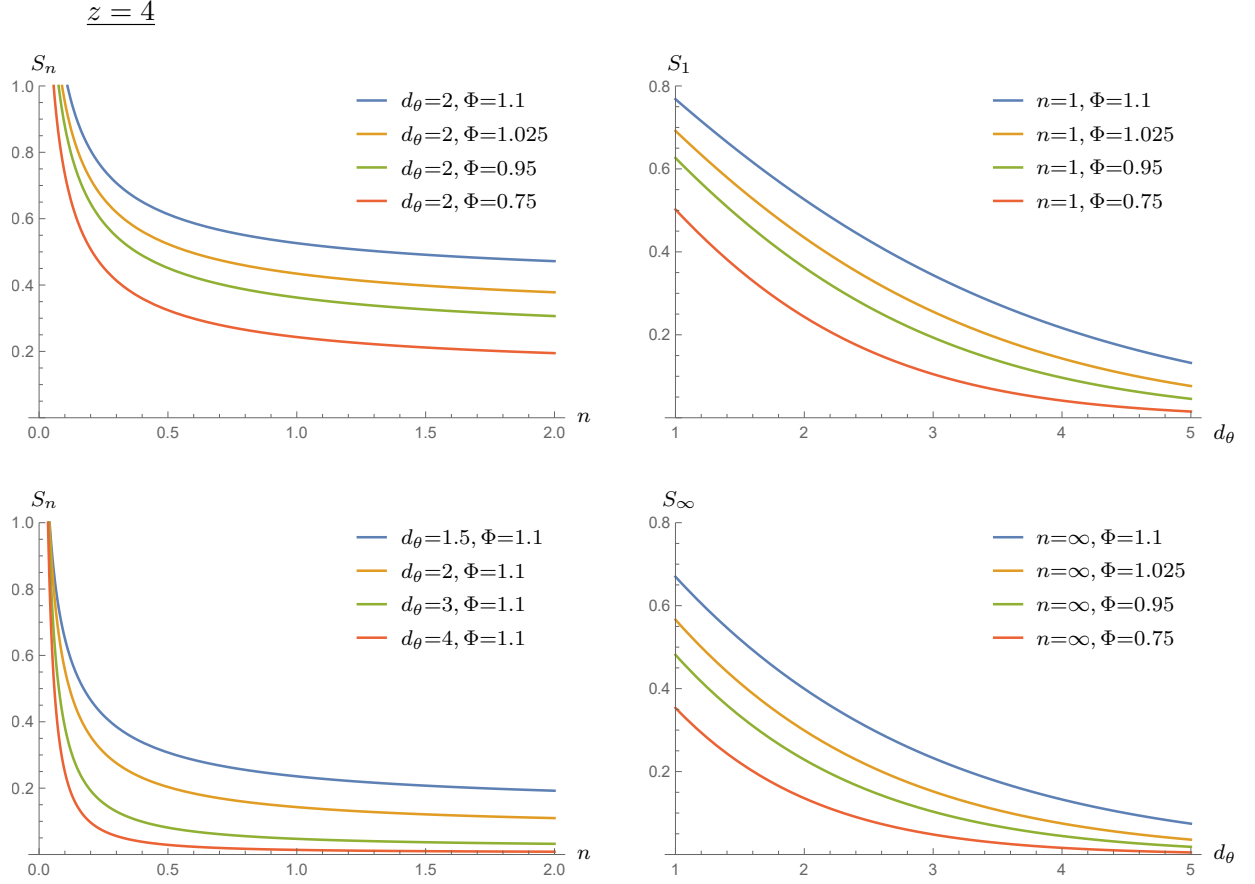 z = 4
S_n
1.0
0.8
0.6
0.4
0.2
0.0 0.5 1.0 1.5 2.0
n
d_θ=2, Φ=1.1
d_θ=2, Φ=1.025
d_θ=2, Φ=0.95
d_θ=2, Φ=0.75
S_1
0.8
0.6
0.4
0.2
1 2 3 4 5
d_θ
n=1, Φ=1.1
n=1, Φ=1.025
n=1, Φ=0.95
n=1, Φ=0.75
S_n
1.0
0.8
0.6
0.4
0.2
0.0 0.5 1.0 1.5 2.0
n
d_θ=1.5, Φ=1.1
d_θ=2, Φ=1.1
d_θ=3, Φ=1.1
d_θ=4, Φ=1.1
S_∞
0.8
0.6
0.4
0.2
1 2 3 4 5
d_θ
n=∞, Φ=1.1
n=∞, Φ=1.025
n=∞, Φ=0.95
n=∞, Φ=0.75